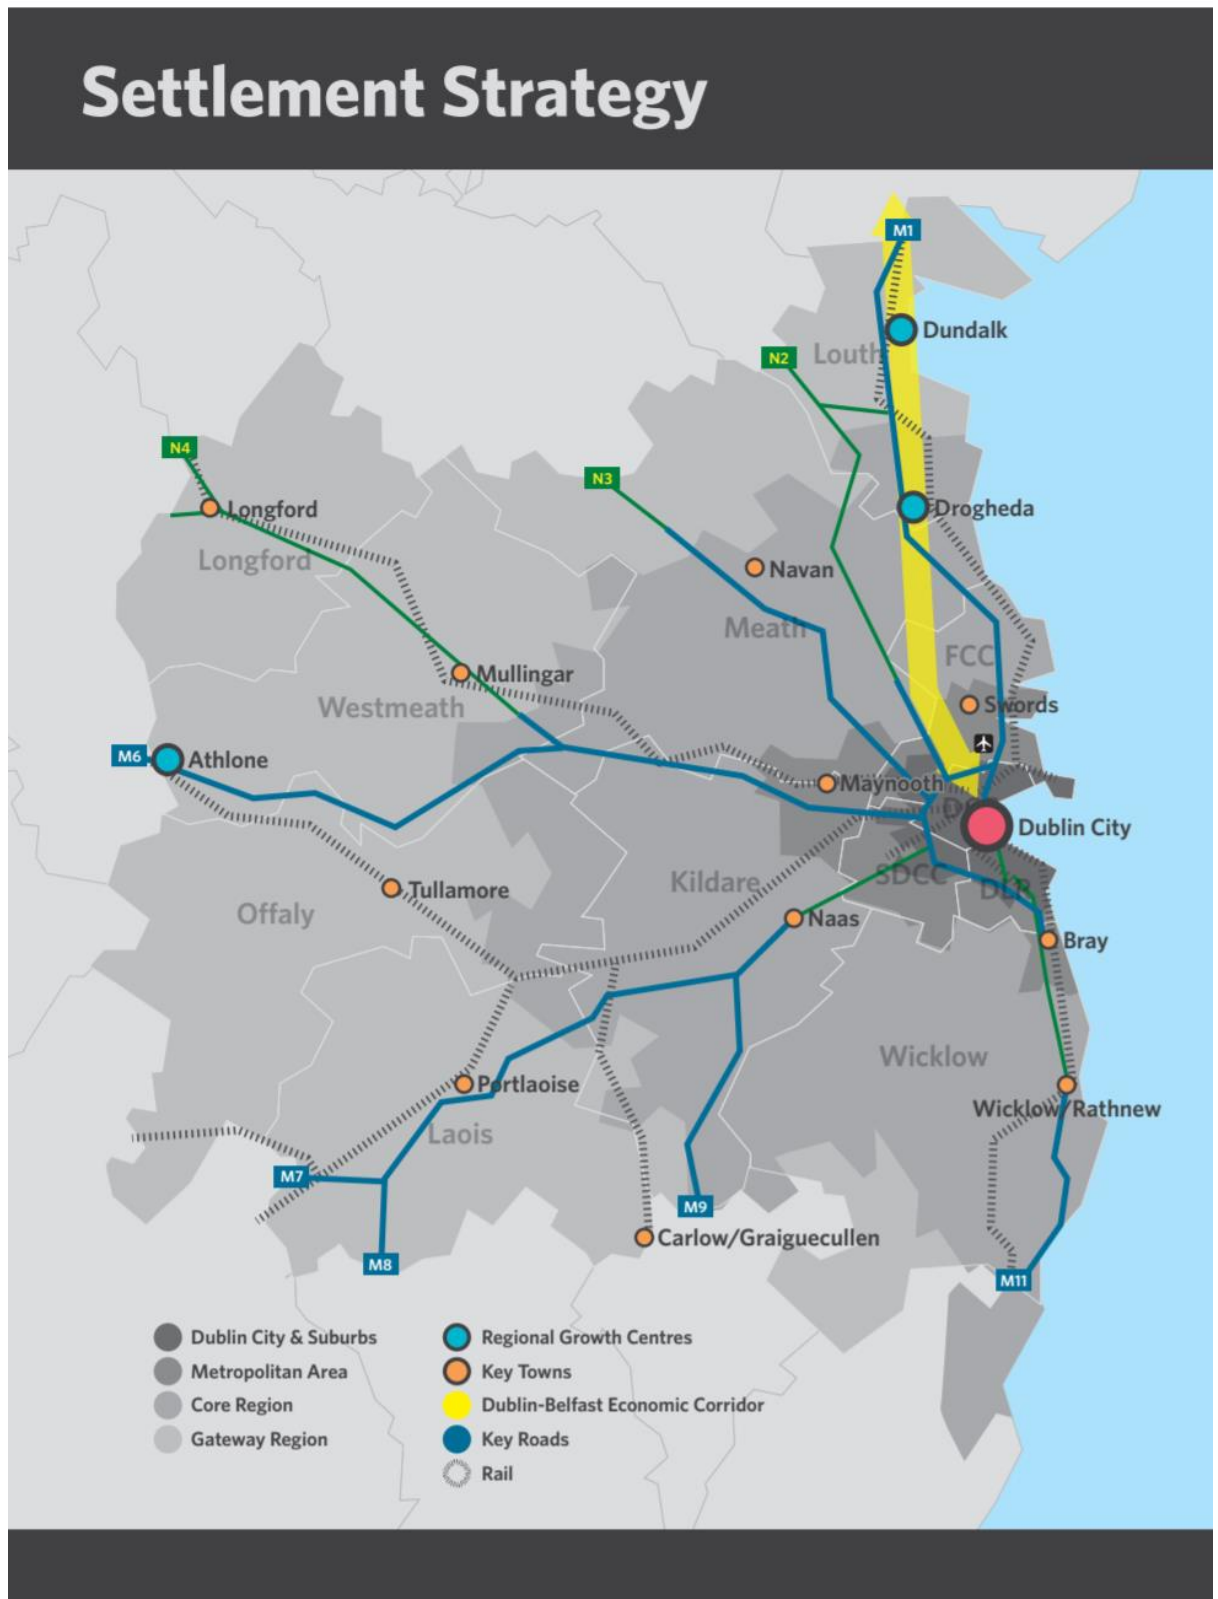 Settlement Strategy
M1
Dundalk
N2
Louth
N4
N3
Longford
Drogheda
Longford
Navan
Meath
FCC
Mullingar
Westmeath
Swords
M6
Athlone
Maynooth
Dublin City
SDCC
Kildare
DLR
Tullamore
Offaly
Naas
Bray
Wicklow
Portlaoise
Wicklow/Rathnew
Laois
M7
M9
Carlow/Graiguecullen
M8
M11
Dublin City & Suburbs
Metropolitan Area
Core Region
Gateway Region
Regional Growth Centres
Key Towns
Dublin-Belfast Economic Corridor
Key Roads
Rail